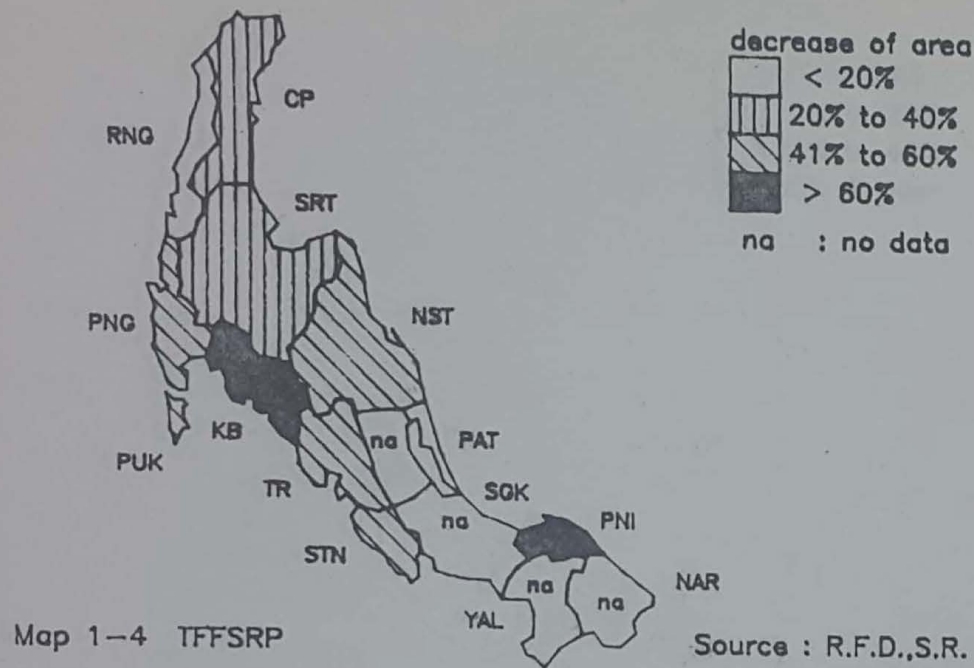 decrease of area
< 20%
20% to 40%
41% to 60%
> 60%
na : no data
CP
RNG
SRT
PNG
NST
KB
na
PAT
PUK
TR
SGK
na
PNI
STN
na
na
NAR
YAL
Map 1-4 TFFSRP
Source : R.F.D.,S.R.